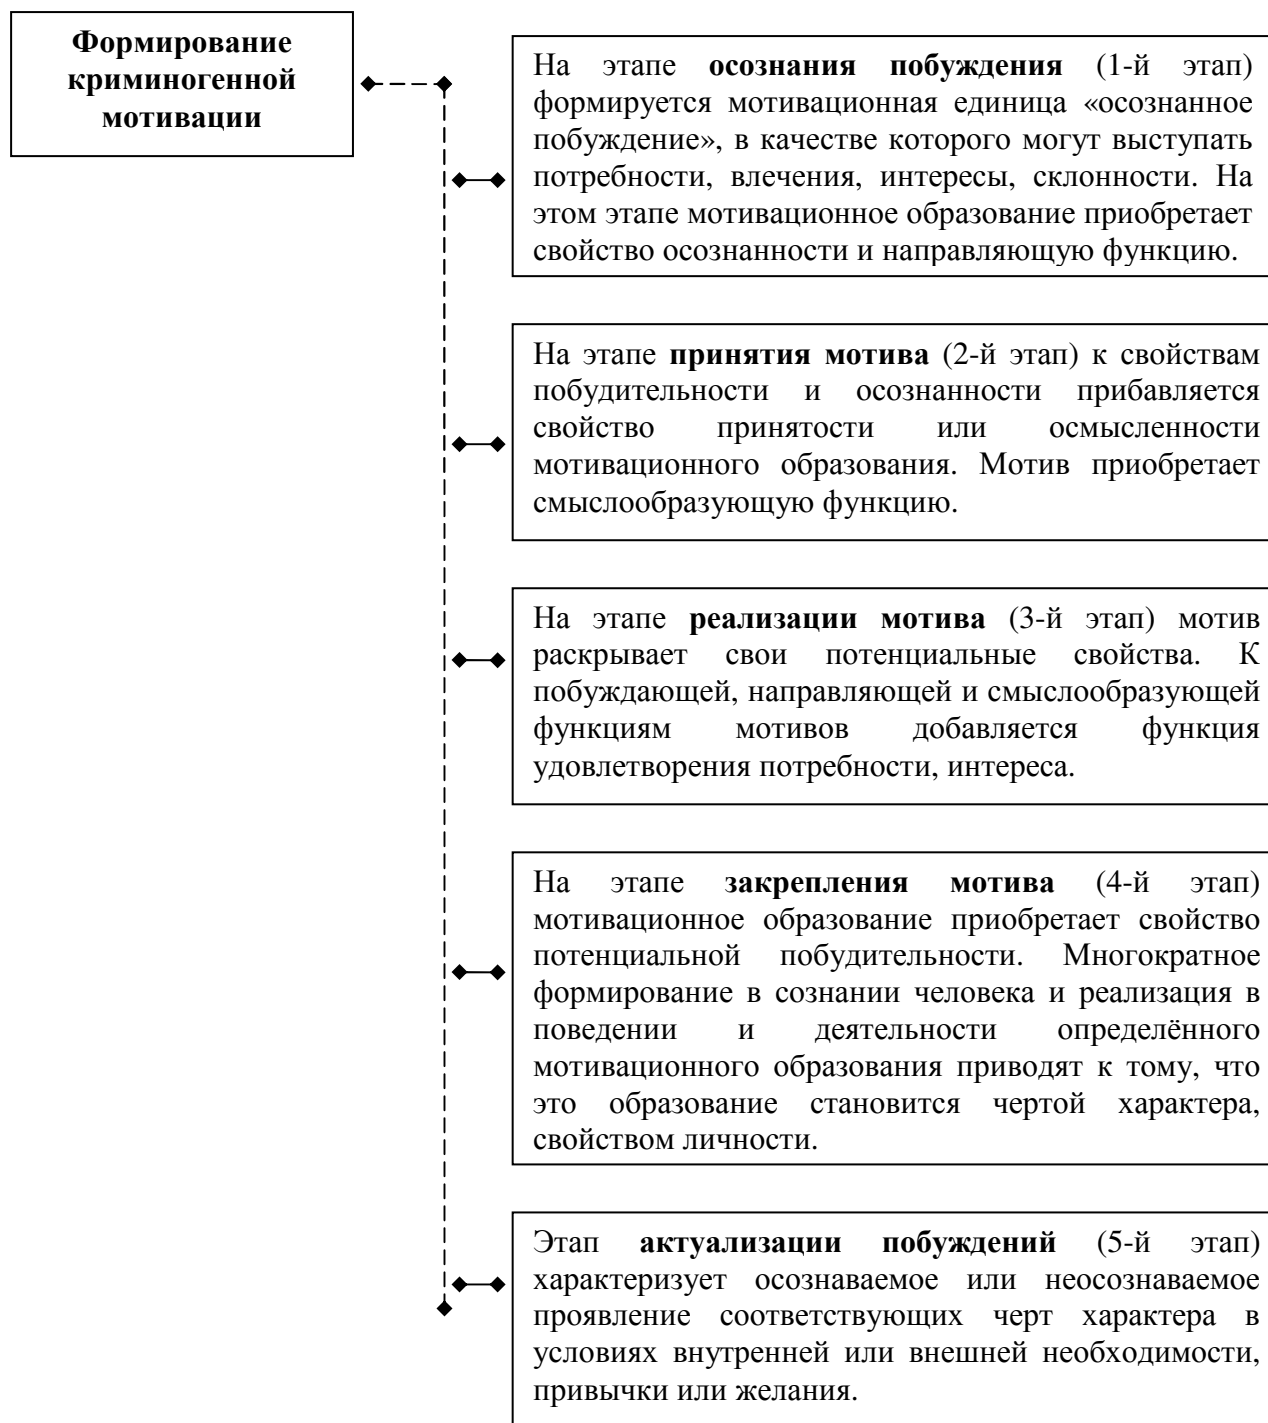 Формирование
криминогенной
мотивации
На этапе осознания побуждения (1-й этап)
формируется мотивационная единица «осознанное
побуждение», в качестве которого могут выступать
потребности, влечения, интересы, склонности. На
этом этапе мотивационное образование приобретает
свойство осознанности и направляющую функцию.
На этапе принятия мотива (2-й этап) к свойствам
побудительности и осознанности прибавляется
свойство принятости или осмысленности
мотивационного образования. Мотив приобретает
смыслообразующую функцию.
На этапе реализации мотива (3-й этап) мотив
раскрывает свои потенциальные свойства. К
побуждающей, направляющей и смыслообразующей
функциям мотивов добавляется функция
удовлетворения потребности, интереса.
На этапе закрепления мотива (4-й этап)
мотивационное образование приобретает свойство
потенциальной побудительности. Многократное
формирование в сознании человека и реализация в
поведении и деятельности определённого
мотивационного образования приводят к тому, что
это образование становится чертой характера,
свойством личности.
Этап актуализации побуждений (5-й этап)
характеризует осознаваемое или неосознаваемое
проявление соответствующих черт характера в
условиях внутренней или внешней необходимости,
привычки или желания.